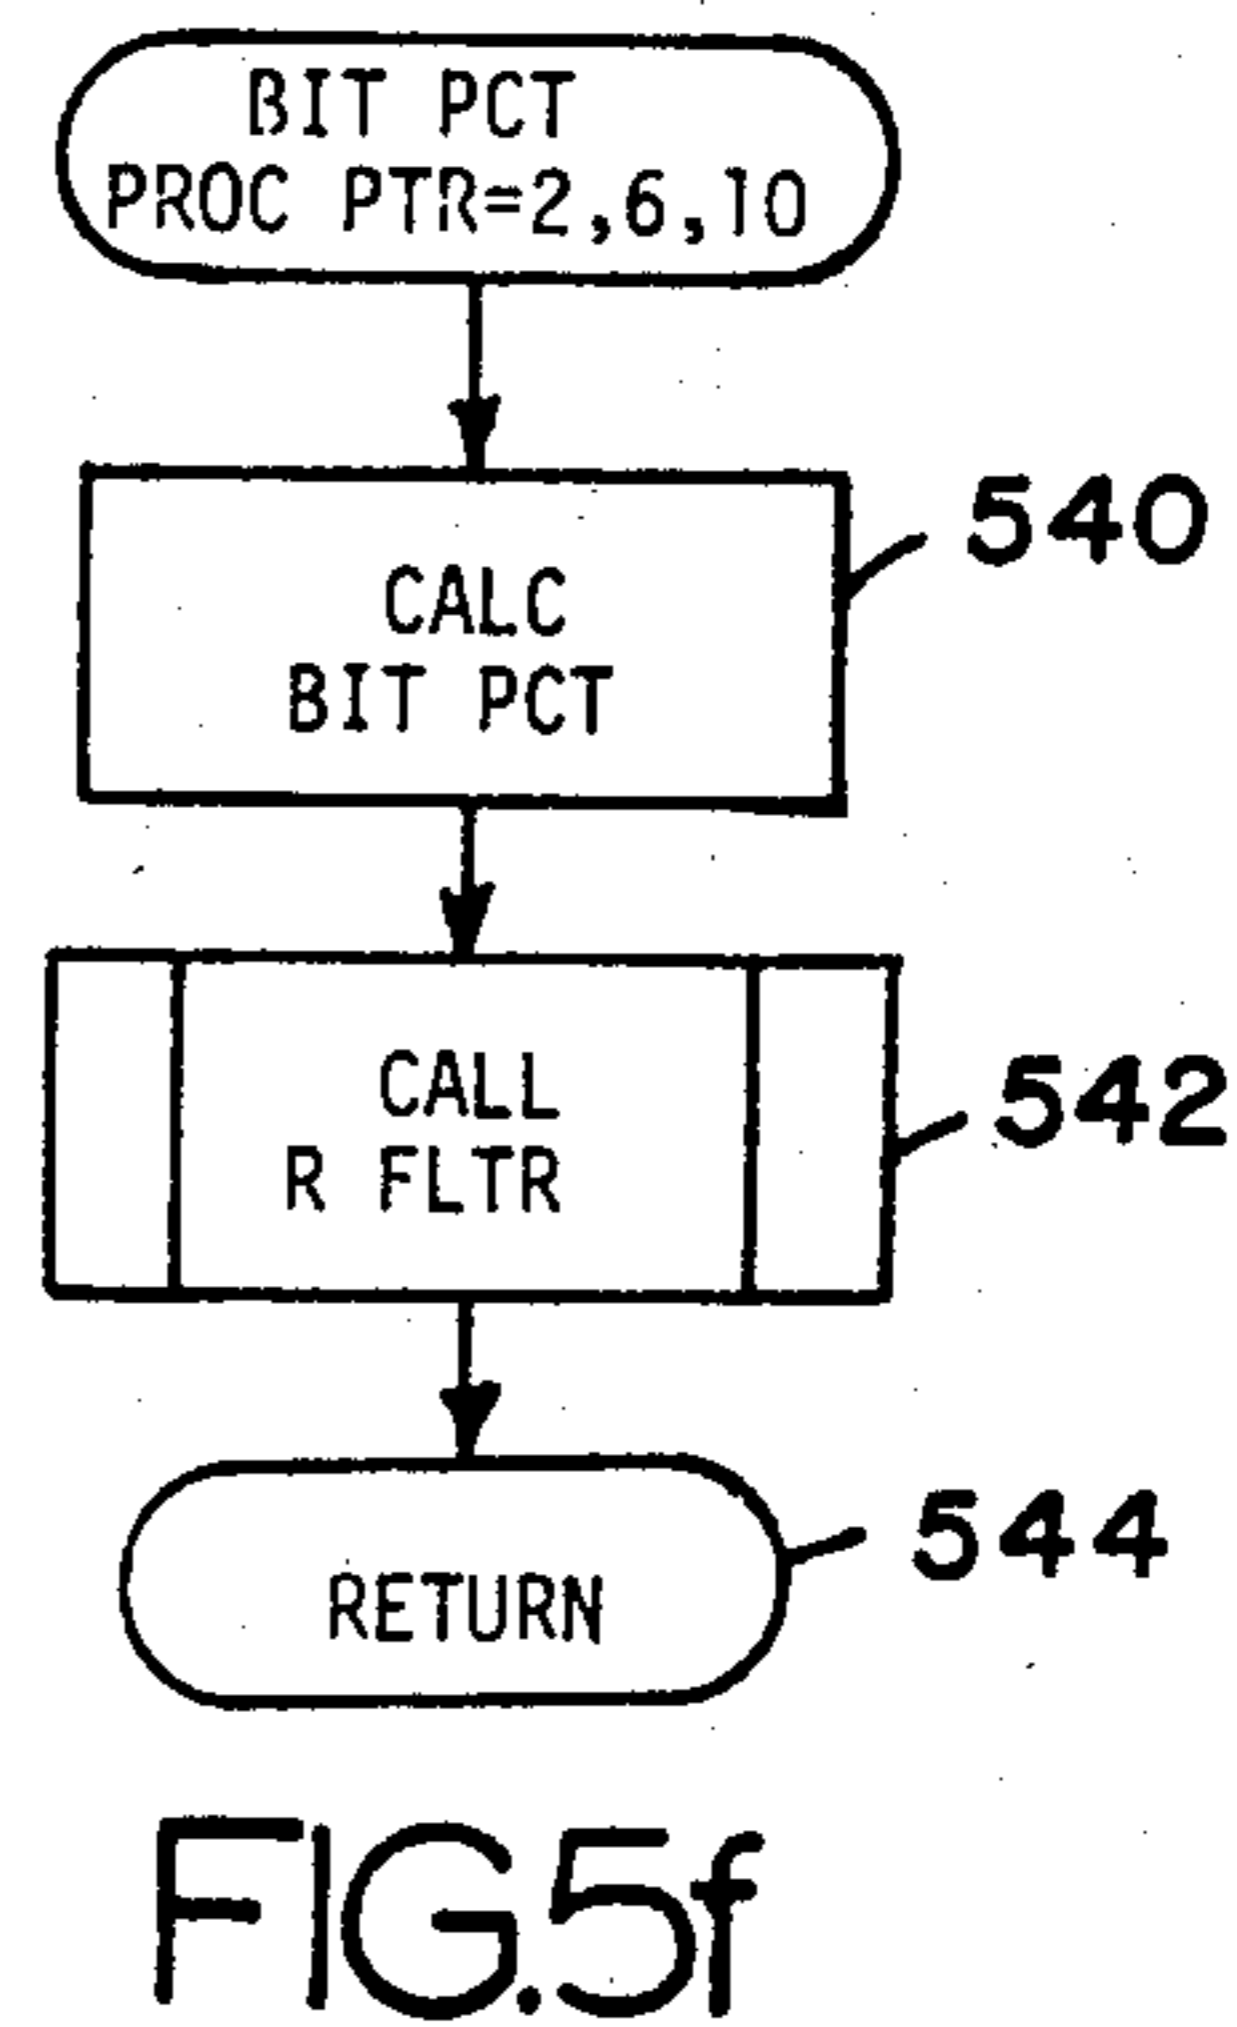 BIT PCT
PROC PTR=2,6,10
CALC
BIT PCT
540
CALL
R FLTR
542
RETURN
544
FIG.5f